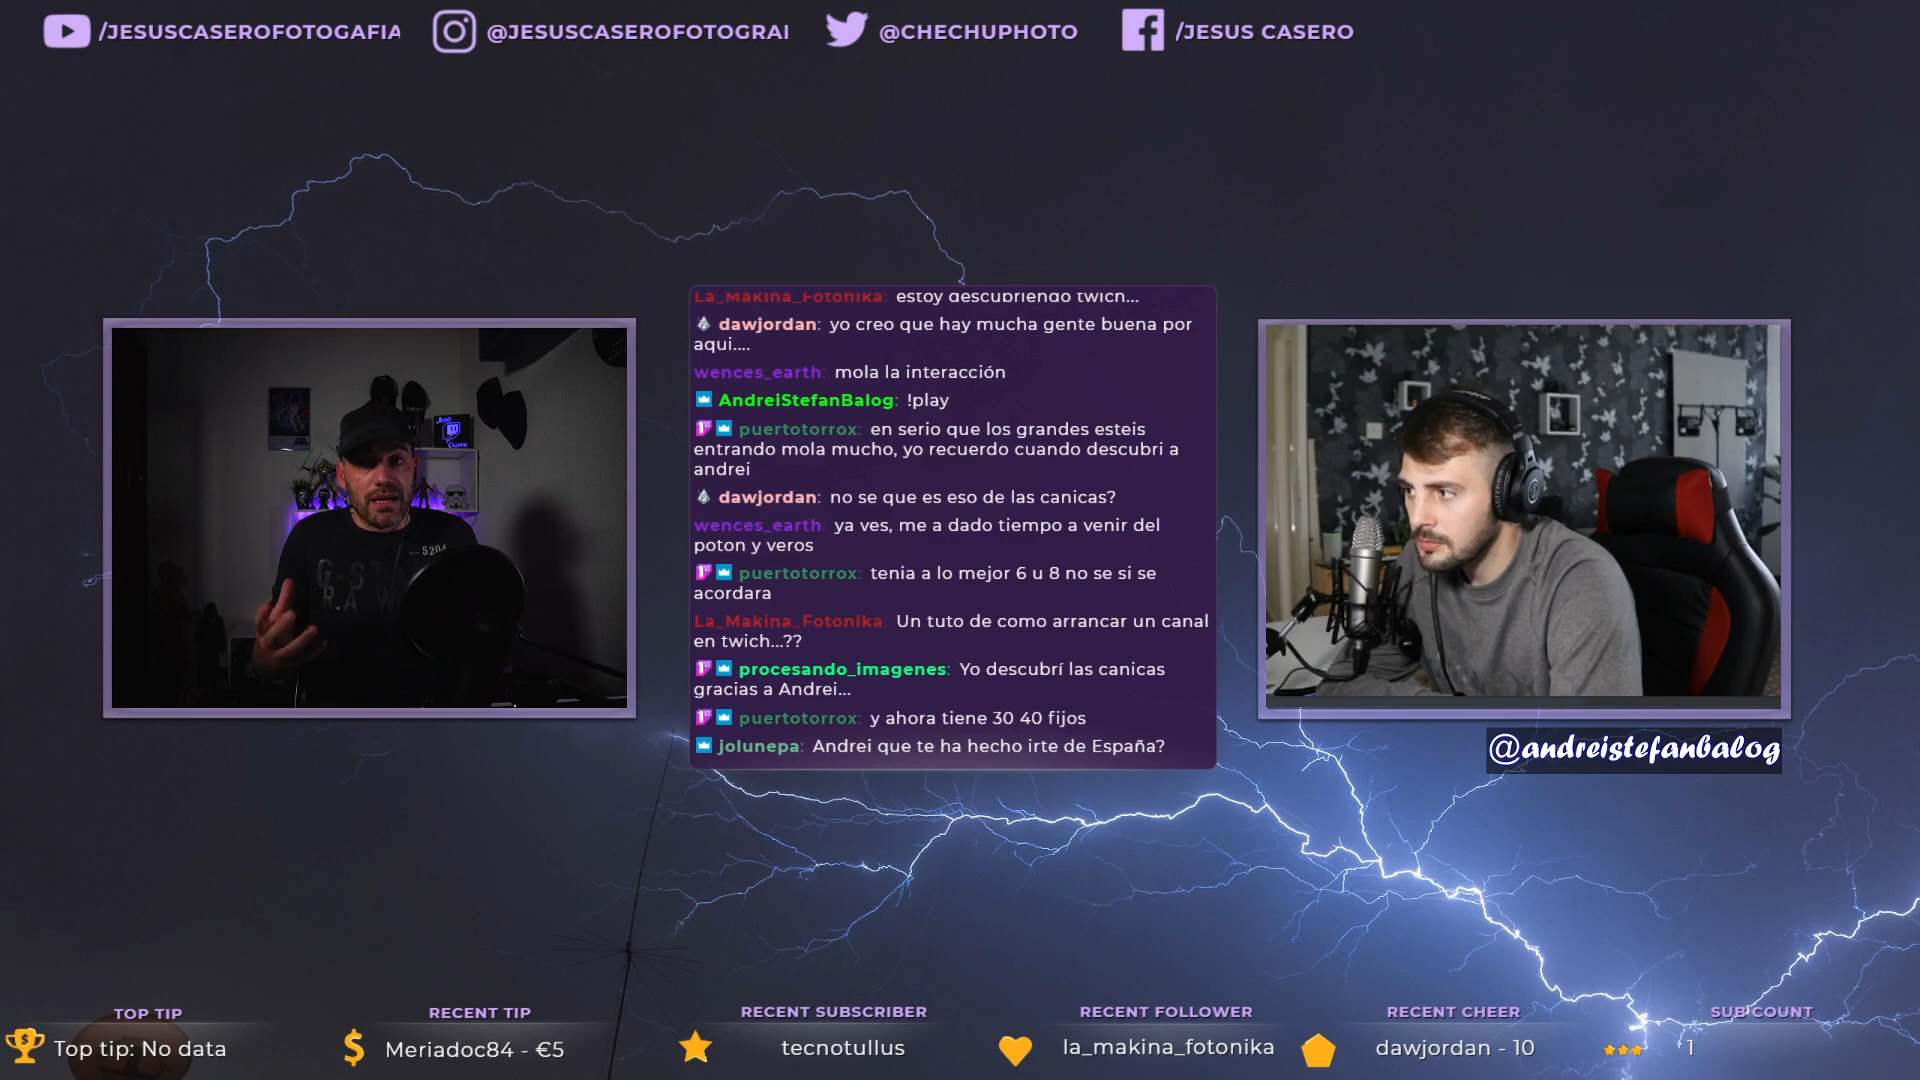 /JESUSCASEROFOTOGAFIA
@JESUSCASEROFOTOGRAI
@CHECHUPHOTO
/JESUS CASERO
La_Makina_Fotonika: estoy descubriendo twich...
dawjordan: yo creo que hay mucha gente buena por
aqui....
wences_earth: mola la interacción
AndreiStefanBalog: !play
puertotorrox: en serio que los grandes esteis
entrando mola mucho, yo recuerdo cuando descubri a
andrei
dawjordan: no se que es eso de las canicas?
wences_earth: ya ves, me a dado tiempo a venir del
poton y veros
puertotorrox: tenia a lo mejor 6 u 8 no se si se
acordara
La_Makina_Fotonika: Un tuto de como arrancar un canal
en twich...??
procesando_imagenes: Yo descubrí las canicas
gracias a Andrei...
puertotorrox: y ahora tiene 30 40 fijos
jolunepa: Andrei que te ha hecho irte de España?
Jesús
Casero
5204
G-ST
R.A.W
@andreistefanbalog
TOP TIP
Top tip: No data
RECENT TIP
Meriadoc84 - €5
RECENT SUBSCRIBER
tecnotullus
RECENT FOLLOWER
la_makina_fotonika
RECENT CHEER
dawjordan - 10
SUB COUNT
1